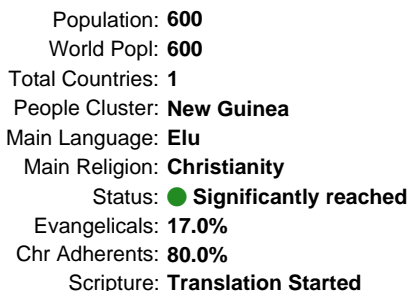 Population: 600
World Popl: 600
Total Countries: 1
People Cluster: New Guinea
Main Language: Elu
Main Religion: Christianity
Status: Significantly reached
Evangelicals: 17.0%
Chr Adherents: 80.0%
Scripture: Translation Started